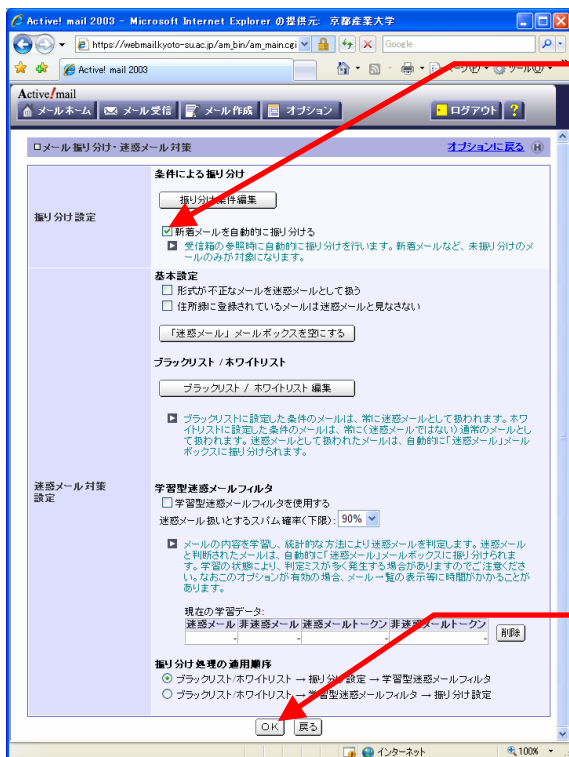 Active! mail 2003 - Microsoft Internet Explorer の提供元: 京都産業大学
https://webmail.kyoto-su.ac.jp/am_bin/am_main.cgi
Google
Active! mail 2003
ページ(P)
ツール(O)
Active!mail
メールホーム メール受信 メール作成 オプション ログアウト ?
□メール振り分け・迷惑メール対策 オプションに戻る H
条件による振り分け
振り分け条件編集
振り分け設定
新着メールを自動的に振り分ける
受信箱の参照時に自動的に振り分けを行います。新着メールなど、未振り分けのメ
ールのみが対象になります。
基本設定
形式が不正なメールを迷惑メールとして扱う
住所録に登録されているメールは迷惑メールと見なさない
「迷惑メール」メールボックスを空にする
ブラックリスト / ホワイトリスト
ブラックリスト / ホワイトリスト 編集
ブラックリストに設定した条件のメールは、常に迷惑メールとして扱われます。ホワ
イトリストに設定した条件のメールは、常に(迷惑メールではない)通常のメールとし
て扱われます。迷惑メールとして扱われたメールは、自動的に「迷惑メール」メール
ボックスに振り分けられます。
迷惑メール対策
設定
学習型迷惑メールフィルタ
学習型迷惑メールフィルタを使用する
迷惑メール扱いとするスパム確率(下限): 90%
メールの内容を学習し、統計的な方法により迷惑メールを判定します。迷惑メール
と判断されたメールは、自動的に「迷惑メール」メールボックスに振り分けられま
す。学習の状態により、判定ミスが多く発生する場合がありますのでご注意くださ
い。なおこのオプションが有効の場合、メール一覧の表示等に時間がかかることが
あります。
現在の学習データ:
迷惑メール 非迷惑メール 迷惑メールトークン 非迷惑メールトークン
- - - -
削除
振り分け処理の適用順序
ブラックリスト/ホワイトリスト → 振り分け設定 → 学習型迷惑メールフィルタ
ブラックリスト/ホワイトリスト → 学習型迷惑メールフィルタ → 振り分け設定
OK 戻る
インターネット 100%